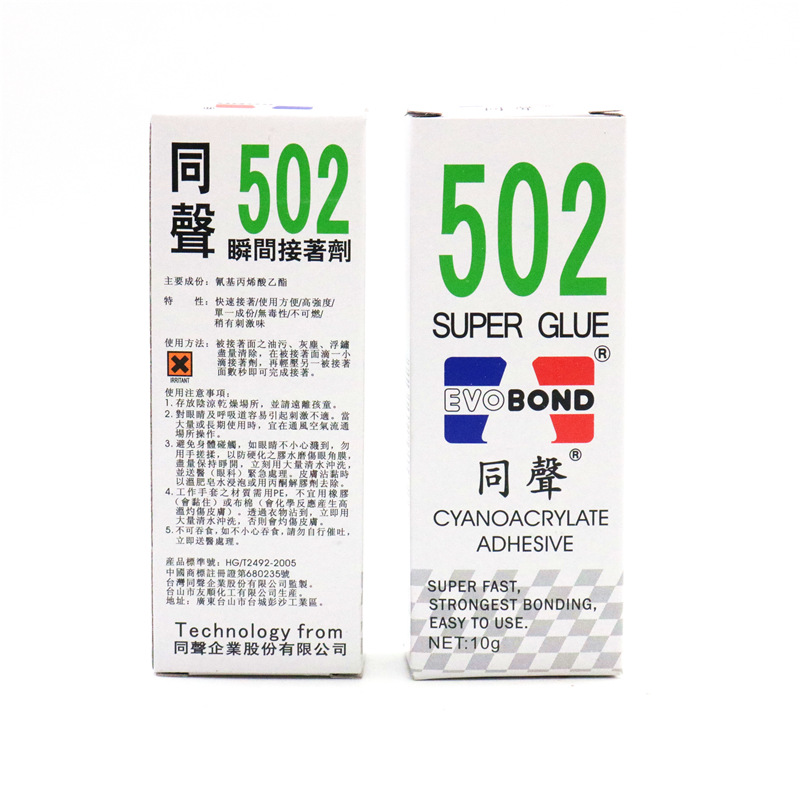 同聲
502
瞬間接著劑
主要成份：氰基丙烯酸乙酯
特　性：快速接著/使用方便/高強度/
單一成份/無毒性/不可燃/
稍有刺激味
使用方法：被接著面之油污、灰塵、浮鏽
盡量清除，在被接著面滴一小
滴接著劑，再輕壓另一被接著
面數秒即可完成接著。
IRRITANT
使用注意事項：
1.存放陰涼乾燥場所，並請遠離孩童。
2.對眼睛及呼吸道容易引起刺激不適。當
大量或長期使用時，宜在通風空氣流通
場所操作。
3.避免身體碰觸，如眼睛不小心濺到，勿
用手搓揉，以防硬化之膠水磨傷眼角膜，
盡量保持睜開，立刻用大量清水沖洗，
並送醫（眼科）緊急處理。皮膚沾黏時
以溫肥皂水浸泡或用丙酮解膠劑去除。
4.工作手套之材質需用PE，不宜用橡膠
（會黏住）或布棉（會化學反應產生高
溫灼傷皮膚）。透過衣物沾到，立即用
大量清水沖洗，否則會灼傷皮膚。
5.不可吞食，如不小心吞食，請勿自行催吐，
立即送醫處理。
產品標準號：HG/T2492-2005
中國商標註冊證第680235號
台灣同聲企業股份有限公司監製。
台山市友順化工有限公司生產。
地址：廣東台山市台城彭沙工業區。
Technology from
同聲企業股份有限公司
502
SUPER GLUE
EVOBOND®
同聲®
CYANOACRYLATE
ADHESIVE
SUPER FAST,
STRONGEST BONDING,
EASY TO USE.
NET:10g